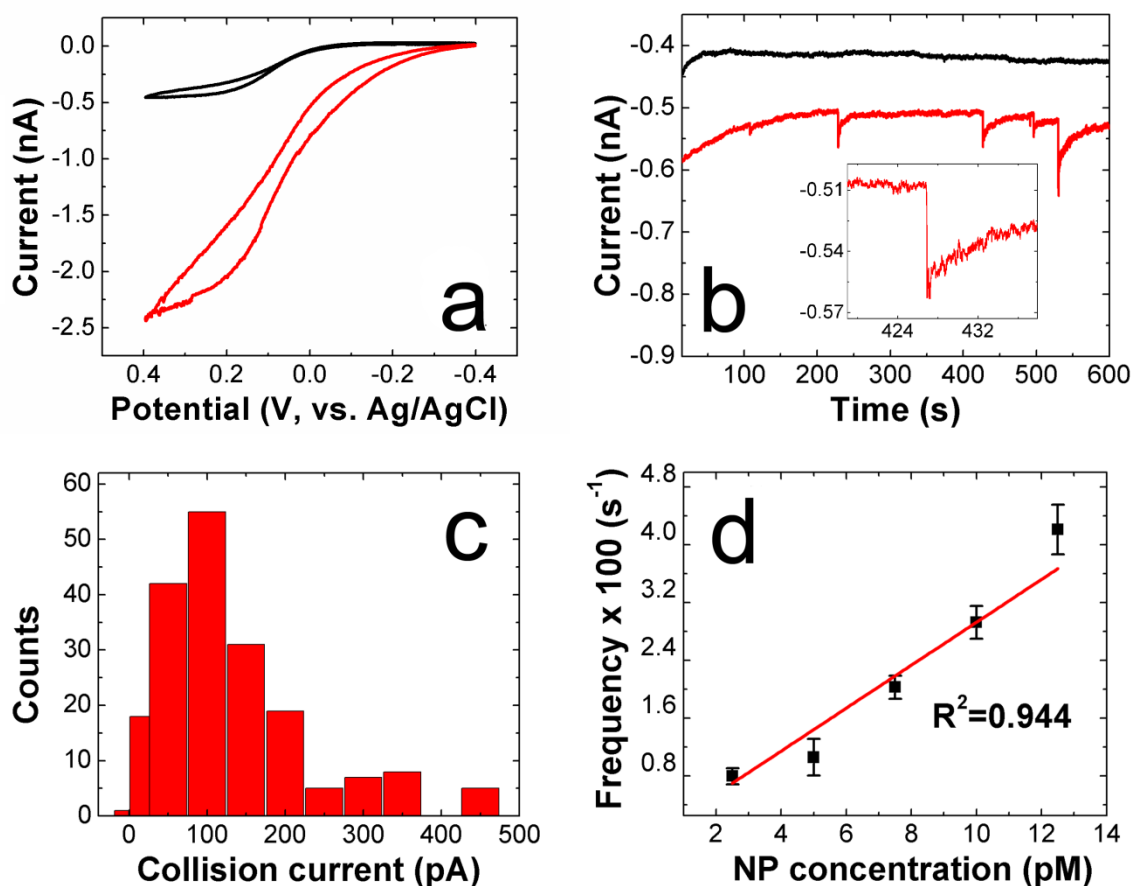 a
0.0
-0.5
-1.0
-1.5
-2.0
-2.5
Current (nA)
0.4 0.2 0.0 -0.2 -0.4
Potential (V, vs. Ag/AgCl)
b
-0.4
-0.5
-0.6
-0.7
-0.8
-0.9
Current (nA)
-0.51
-0.54
-0.57
424 432
100 200 300 400 500 600
Time (s)
c
60
50
40
30
20
10
0
Counts
0 100 200 300 400 500
Collision current (pA)
d
4.8
4.0
3.2
2.4
1.6
0.8
Frequency x 100 (s⁻¹)
R²=0.944
2 4 6 8 10 12 14
NP concentration (pM)